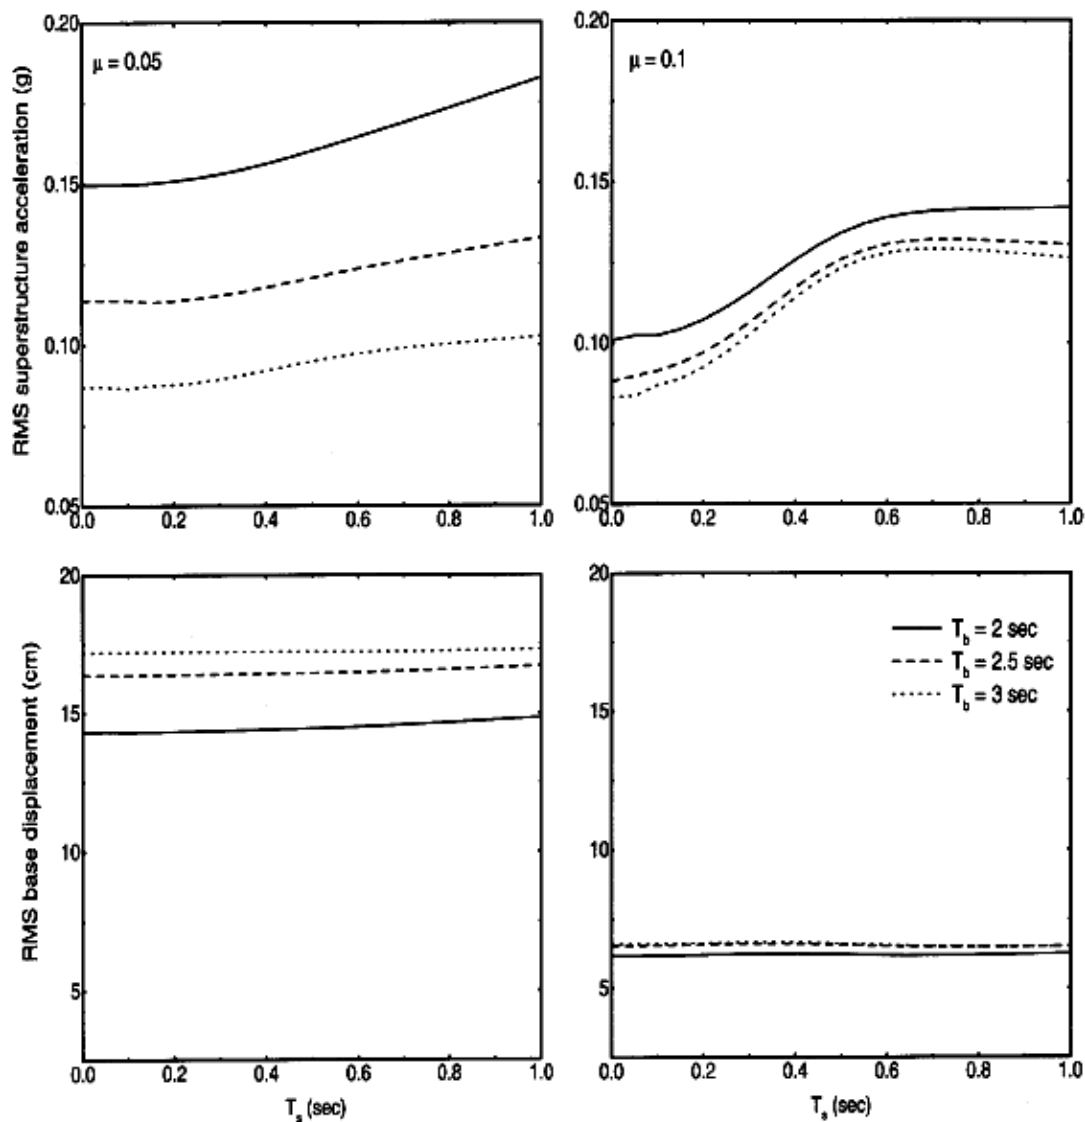 RMS superstructure acceleration (g)
0.20
0.15
0.10
0.05
μ = 0.05
0.0 0.2 0.4 0.6 0.8 1.0
0.20
0.15
0.10
0.05
μ = 0.1
0.0 0.2 0.4 0.6 0.8 1.0
RMS base displacement (cm)
20
15
10
5
0.0 0.2 0.4 0.6 0.8 1.0
T_s (sec)
20
15
10
5
T_b = 2 sec
T_b = 2.5 sec
T_b = 3 sec
0.0 0.2 0.4 0.6 0.8 1.0
T_s (sec)